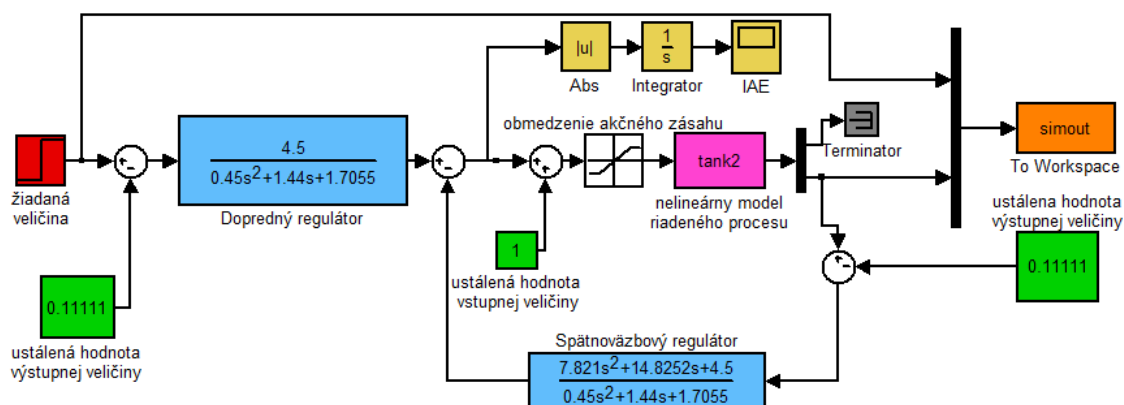 |u|
1
s
Abs
Integrator
IAE
obmedzenie akčného zásahu
4.5
0.45s²+1.44s+1.7055
tank2
Terminator
simout
To Workspace
žiadaná
veličina
Dopredný regulátor
nelineárny model
riadeného procesu
ustálena hodnota
výstupnej veličiny
0.11111
1
ustálená hodnota
vstupnej veličiny
0.11111
ustálená hodnota
výstupnej veličiny
Spätnoväzbový regulátor
7.821s²+14.8252s+4.5
0.45s²+1.44s+1.7055